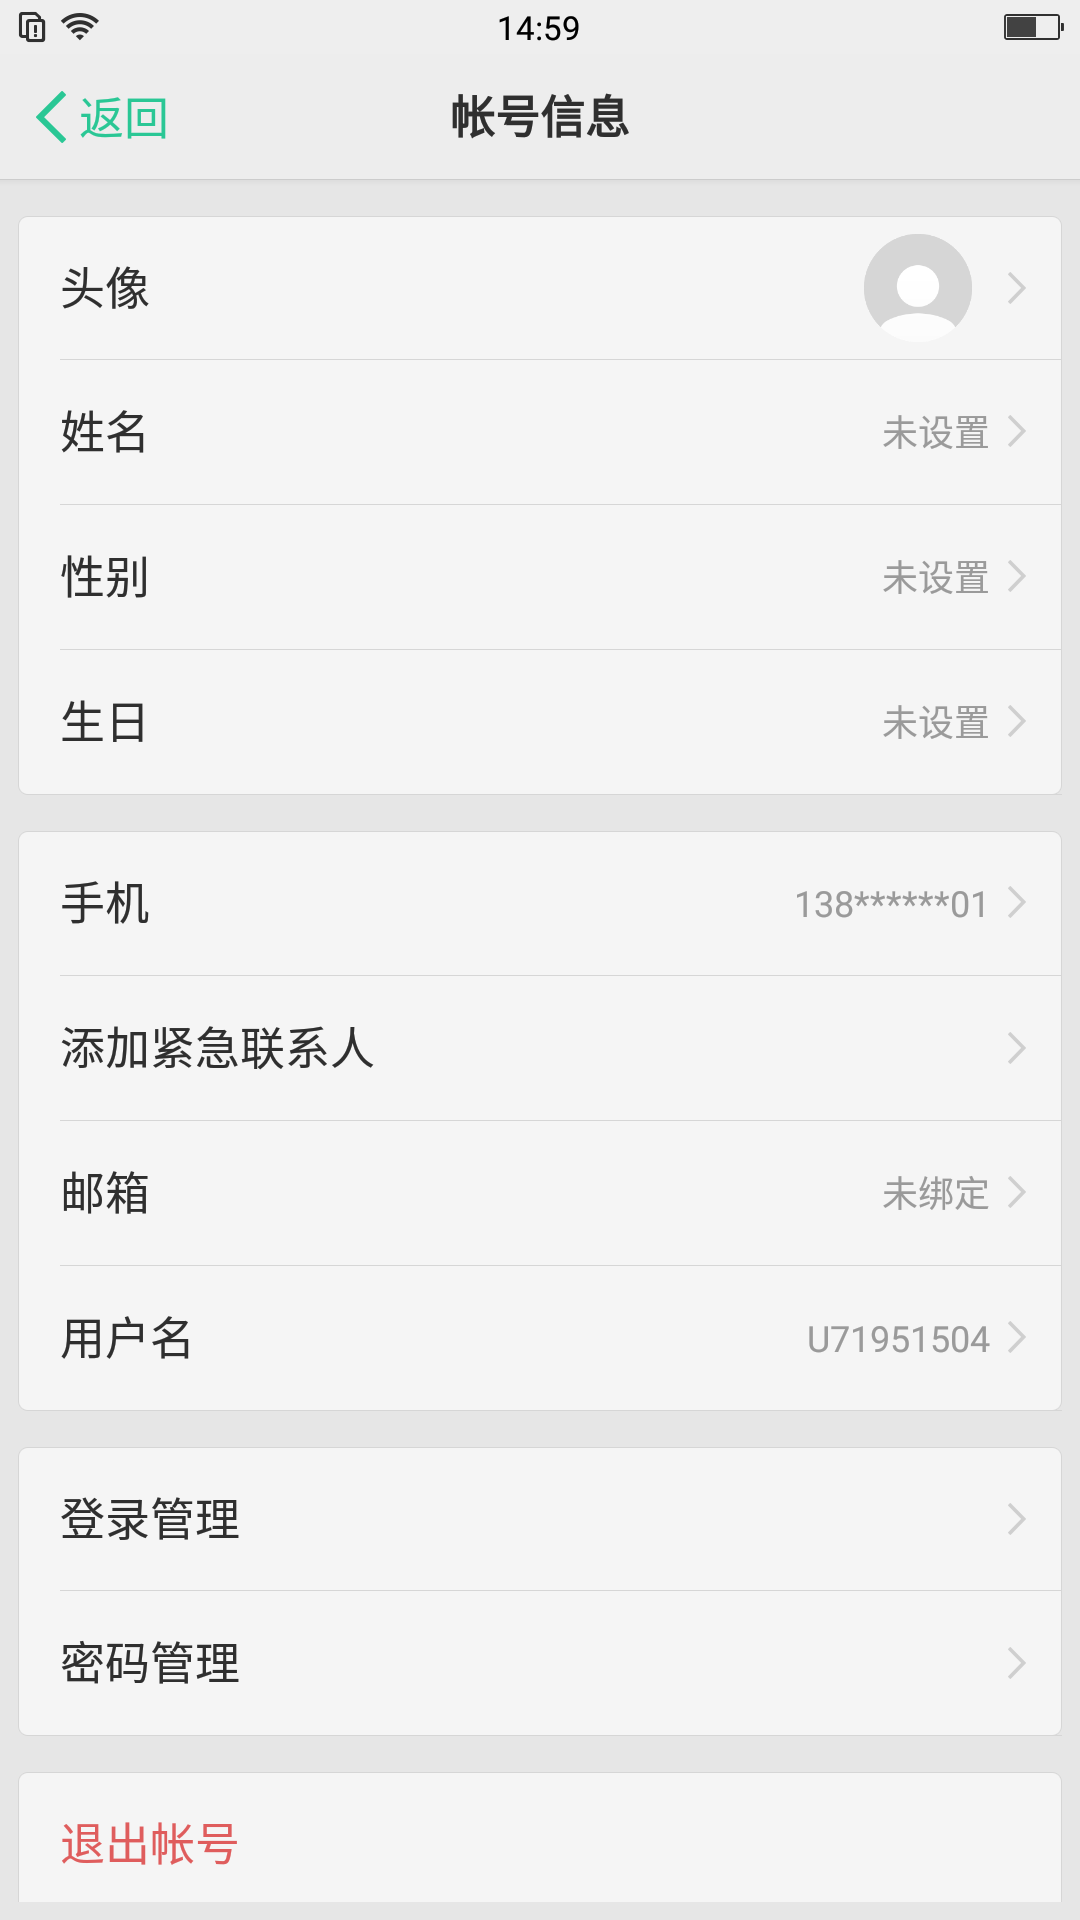 14:59
返回
帐号信息
头像
姓名 未设置
性别 未设置
生日 未设置
手机 138******01
添加紧急联系人
邮箱 未绑定
用户名 U71951504
登录管理
密码管理
退出帐号